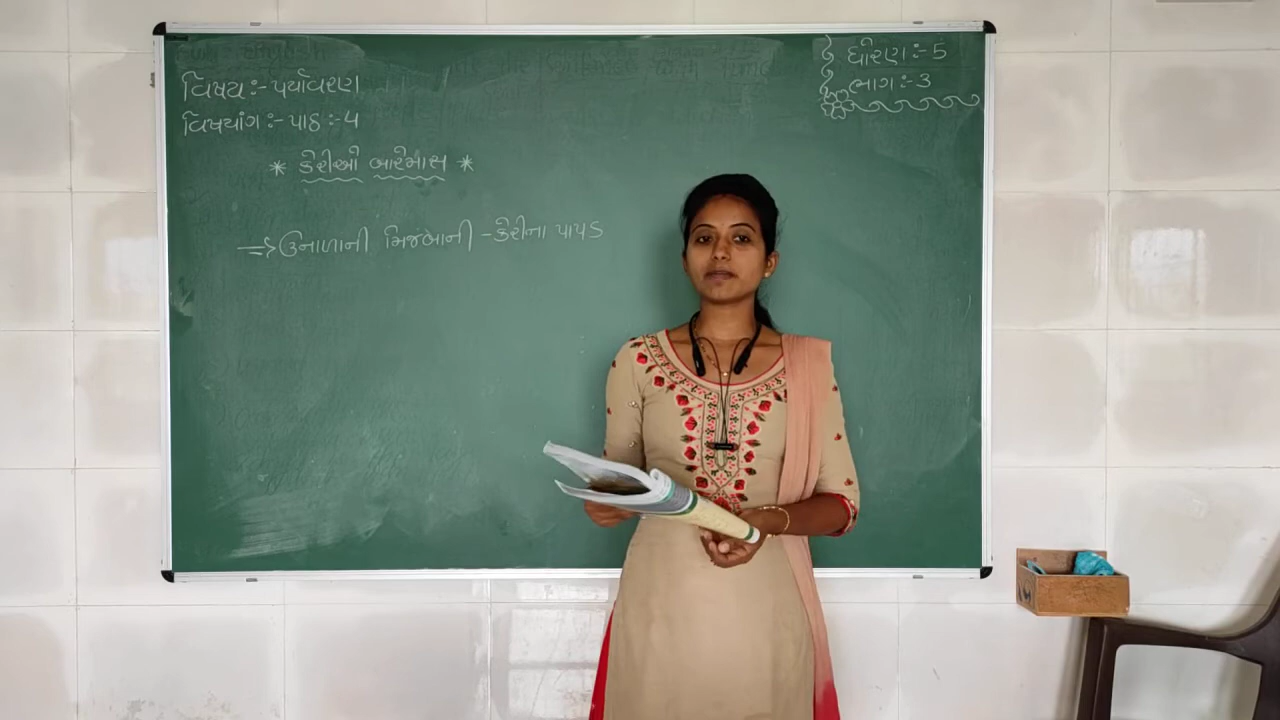 વિષય:- પર્યાવરણ
વિષયાંગ:- પાઠ:- 4
* કેરીઓ બારેમાસ *
⇒ ઉનાળાની મિજબાની - કેરીના પાપડ
ધોરણ:- 5
ભાગ:- 3